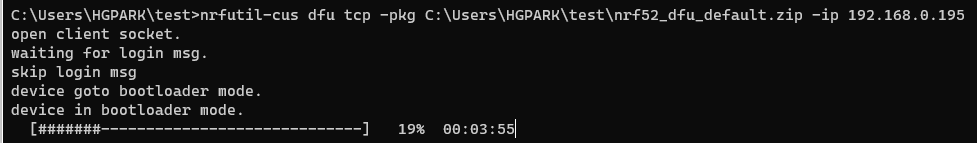 C:\Users\HGPARK\test>nrfutil-cus dfu tcp -pkg C:\Users\HGPARK\test\nrf52_dfu_default.zip -ip 192.168.0.195
open client socket.
waiting for login msg.
skip login msg
device goto bootloader mode.
device in bootloader mode.
[#######-----------------------------] 19% 00:03:55